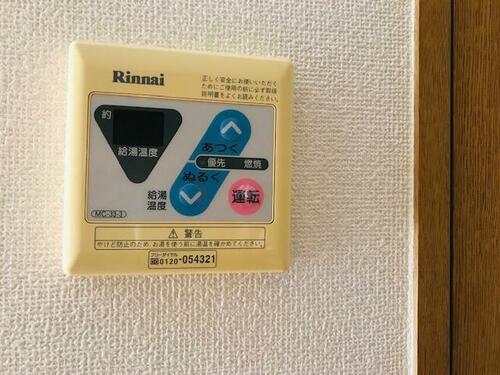 Rinnai
正しく安全にお使いいただく
ためにご使用の前に必ず取扱
説明書をよくお読みください。
約
給湯温度
あつく
優先 燃焼
ぬるく
給湯
温度
運転
MC-33-3
警告
やけど防止のため、お湯を使う前に湯温を確かめてください。
フリーダイヤル
0120-054321